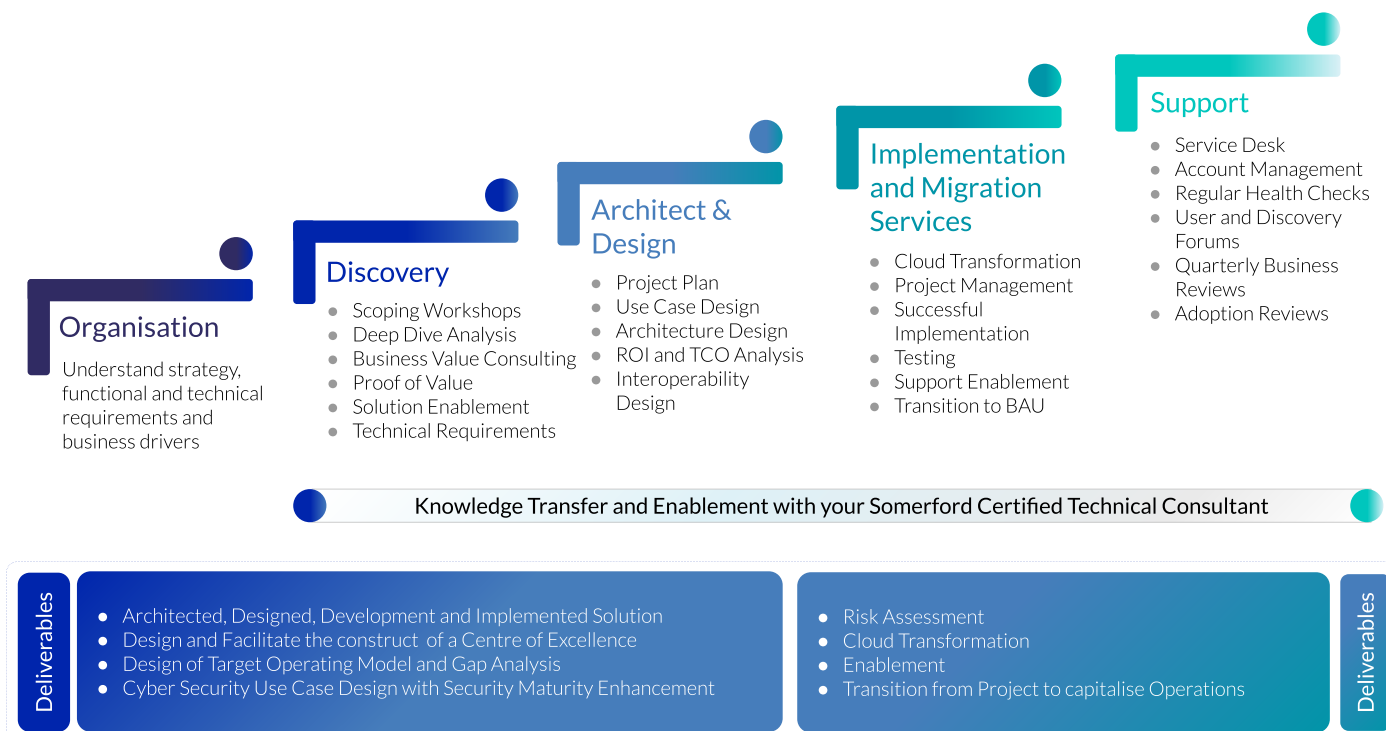 Organisation
Understand strategy,
functional and technical
requirements and
business drivers
Discovery
● Scoping Workshops
● Deep Dive Analysis
● Business Value Consulting
● Proof of Value
● Solution Enablement
● Technical Requirements
Architect &
Design
● Project Plan
● Use Case Design
● Architecture Design
● ROI and TCO Analysis
● Interoperability
Design
Implementation
and Migration
Services
● Cloud Transformation
● Project Management
● Successful
Implementation
● Testing
● Support Enablement
● Transition to BAU
Support
● Service Desk
● Account Management
● Regular Health Checks
● User and Discovery
Forums
● Quarterly Business
Reviews
● Adoption Reviews
Knowledge Transfer and Enablement with your Somerford Certified Technical Consultant
Deliverables
● Architected, Designed, Development and Implemented Solution
● Design and Facilitate the construct of a Centre of Excellence
● Design of Target Operating Model and Gap Analysis
● Cyber Security Use Case Design with Security Maturity Enhancement
● Risk Assessment
● Cloud Transformation
● Enablement
● Transition from Project to capitalise Operations
Deliverables